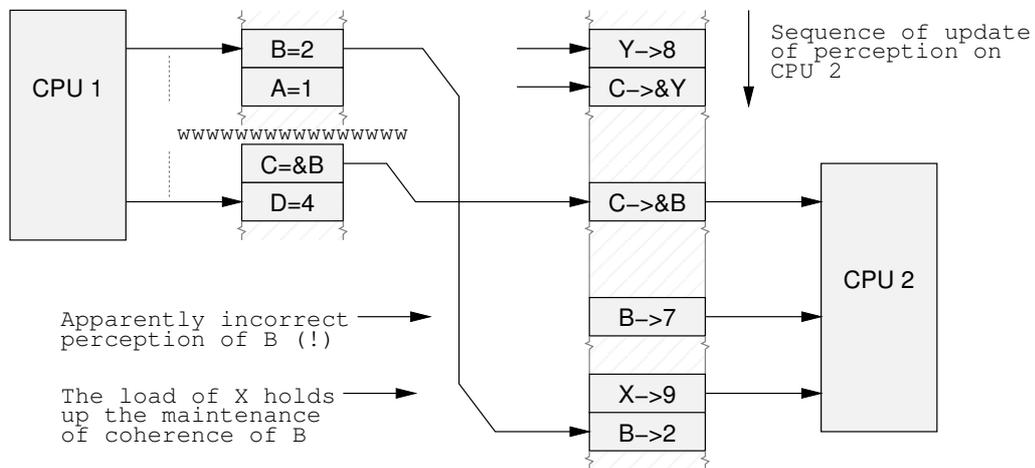 CPU 1
B=2
A=1
wwwwwwwwwwwwwwww
C=&B
D=4
Y->8
C->&Y
C->&B
B->7
X->9
B->2
Sequence of update
of perception on
CPU 2
CPU 2
Apparently incorrect
perception of B (!)
The load of X holds
up the maintenance
of coherence of B